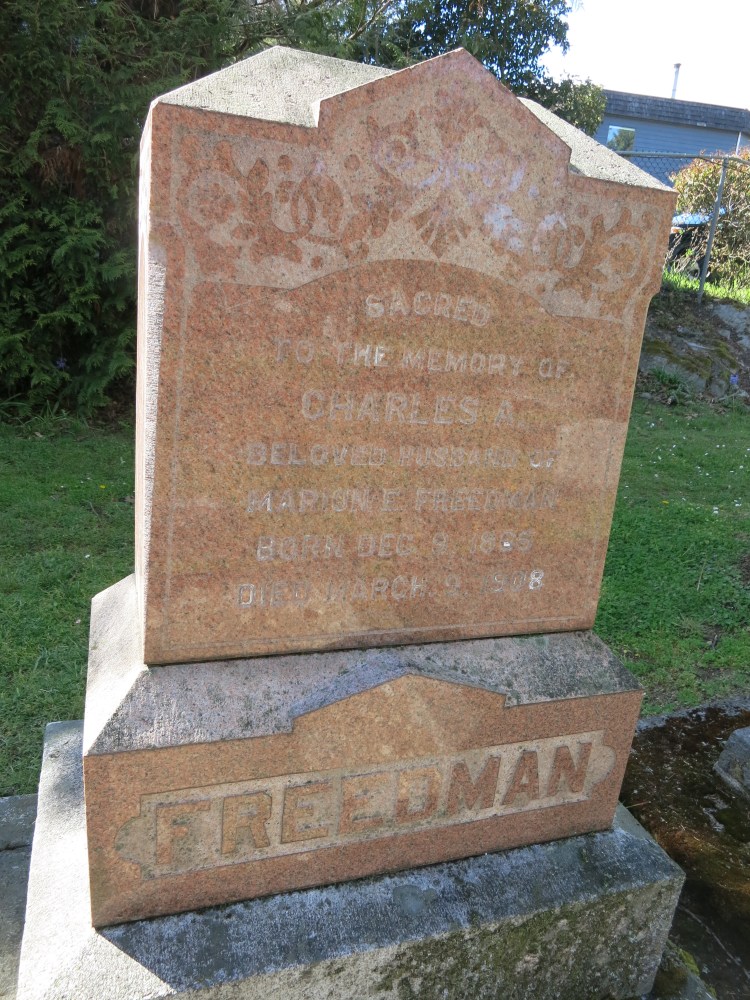 SACRED
TO THE MEMORY OF
CHARLES A.
BELOVED HUSBAND OF
MARION E. FREEDMAN
BORN DEC. 9,
DIED MARCH. 2, 1908
FREEDMAN